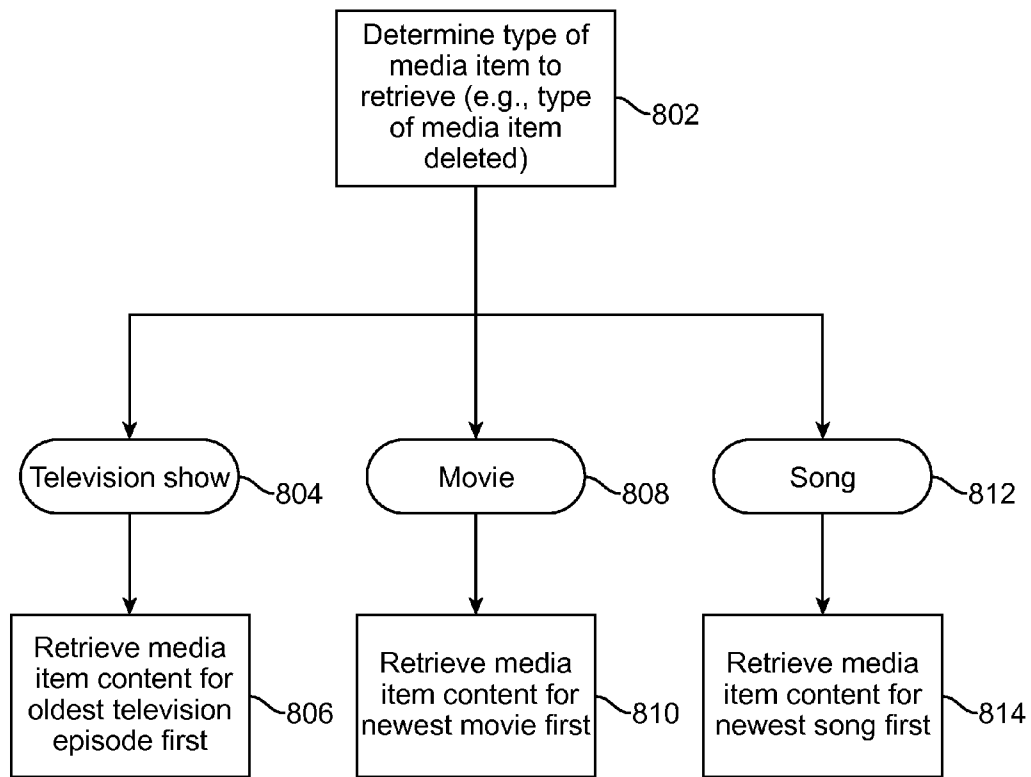 Determine type of
media item to
retrieve (e.g., type
of media item
deleted)
802
Television show
804
Movie
808
Song
812
Retrieve media
item content for
oldest television
episode first
806
Retrieve media
item content for
newest movie first
810
Retrieve media
item content for
newest song first
814